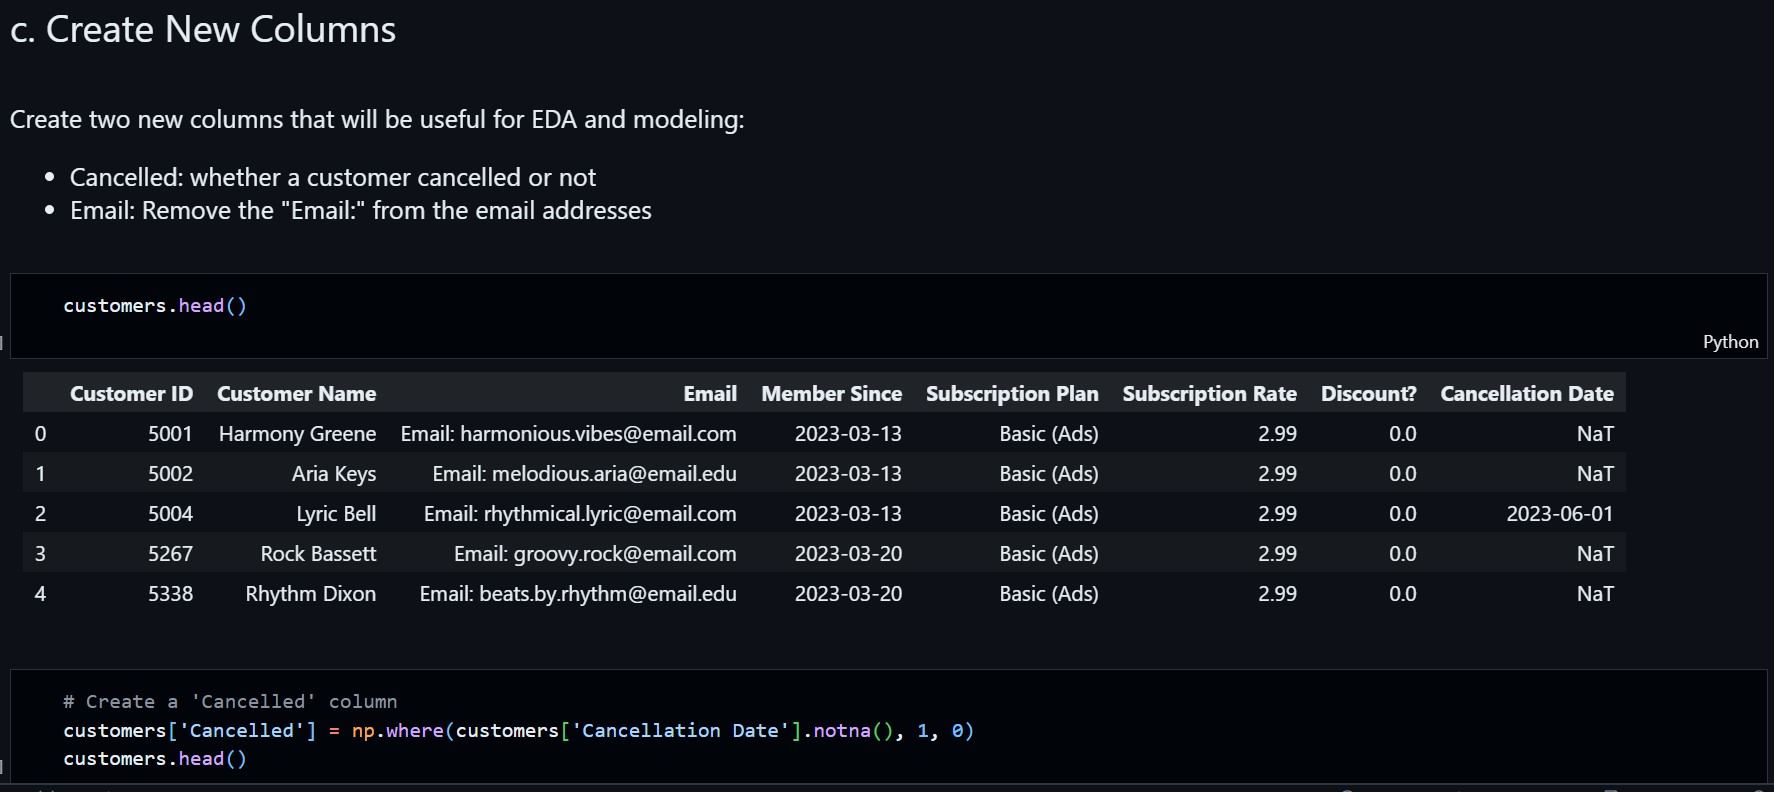 c. Create New Columns
Create two new columns that will be useful for EDA and modeling:
• Cancelled: whether a customer cancelled or not
• Email: Remove the "Email:" from the email addresses
customers.head()
Python
Customer ID Customer Name Email Member Since Subscription Plan Subscription Rate Discount? Cancellation Date
0 5001 Harmony Greene Email: harmonious.vibes@email.com 2023-03-13 Basic (Ads) 2.99 0.0 NaT
1 5002 Aria Keys Email: melodious.aria@email.edu 2023-03-13 Basic (Ads) 2.99 0.0 NaT
2 5004 Lyric Bell Email: rhythmical.lyric@email.com 2023-03-13 Basic (Ads) 2.99 0.0 2023-06-01
3 5267 Rock Bassett Email: groovy.rock@email.com 2023-03-20 Basic (Ads) 2.99 0.0 NaT
4 5338 Rhythm Dixon Email: beats.by.rhythm@email.edu 2023-03-20 Basic (Ads) 2.99 0.0 NaT
# Create a 'Cancelled' column
customers['Cancelled'] = np.where(customers['Cancellation Date'].notna(), 1, 0)
customers.head()